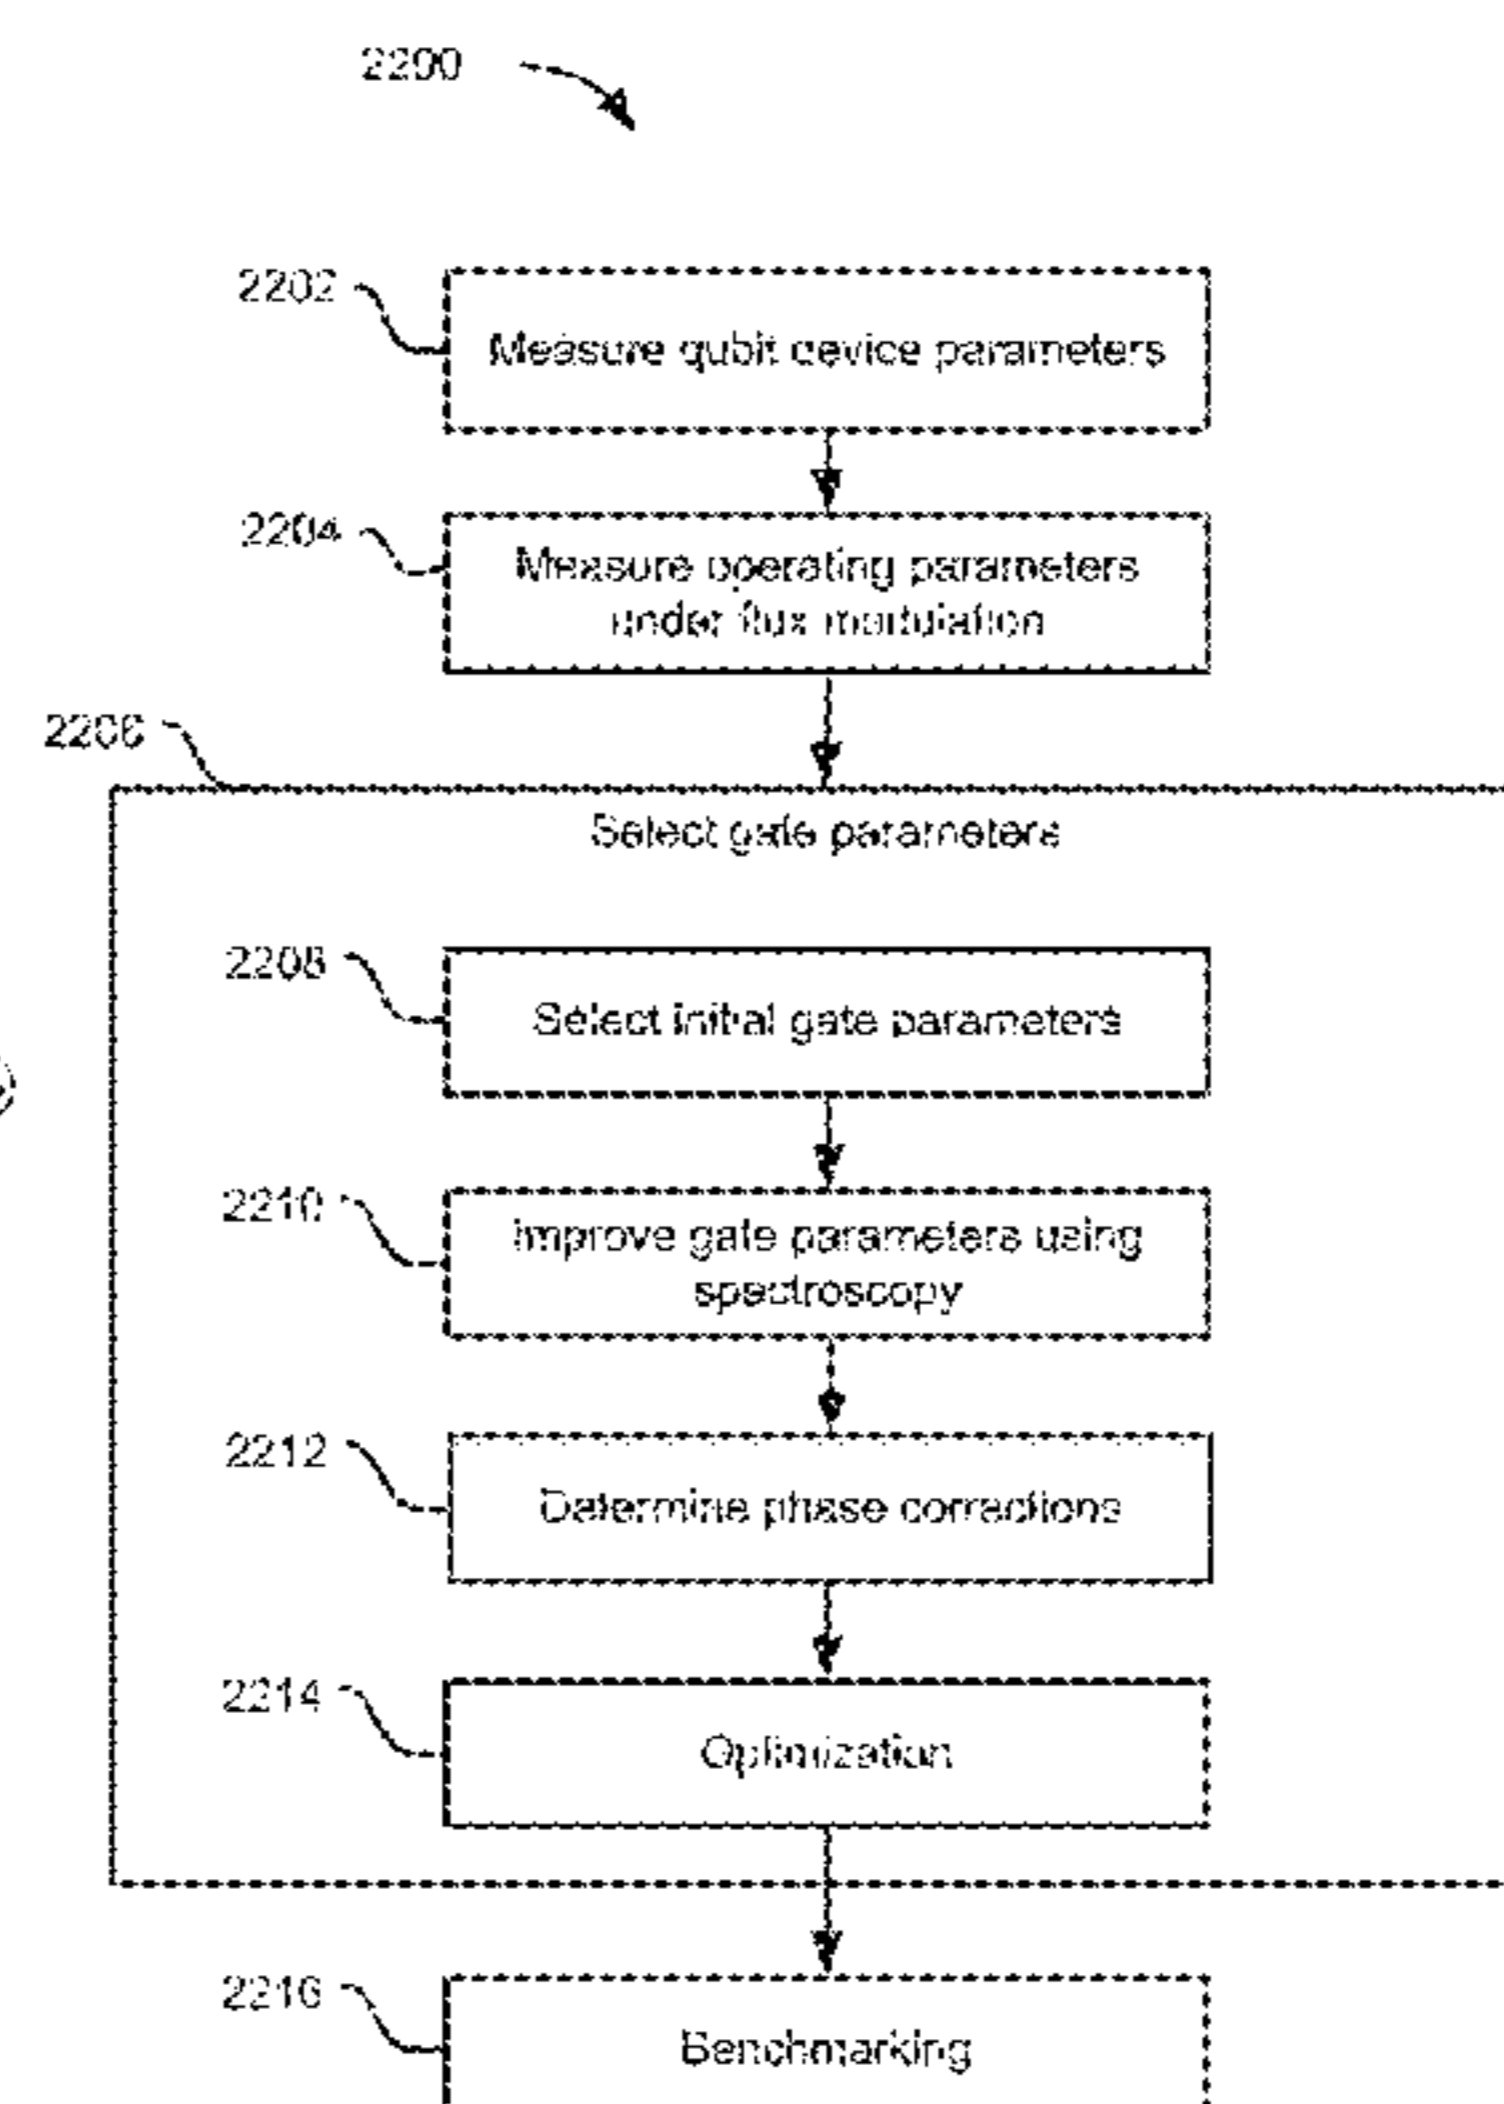 2200
2202
Measure qubit device parameters
2204
Measure operating parameters
under flux modulation
2206
Select gate parameters
2208
Select initial gate parameters
2210
Improve gate parameters using
spectroscopy
2212
Determine phase corrections
2214
Optimization
2216
Benchmarking